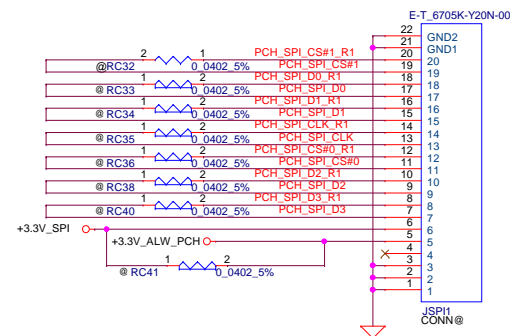 E-T_6705K-Y20N-00
22 GND2
21 GND1
2 1 PCH_SPI_CS#1_R1 20 20
@RC32 0_0402_5% PCH_SPI_CS#1 19 19
1 2 PCH_SPI_D0_R1 18 18
@ RC33 0_0402_5% PCH_SPI_D0 17 17
1 2 PCH_SPI_D1_R1 16 16
@ RC34 0_0402_5% PCH_SPI_D1 15 15
1 2 PCH_SPI_CLK_R1 14 14
@ RC35 0_0402_5% PCH_SPI_CLK 13 13
1 2 PCH_SPI_CS#0_R1 12 12
@ RC36 0_0402_5% PCH_SPI_CS#0 11 11
1 2 PCH_SPI_D2_R1 10 10
@ RC38 0_0402_5% PCH_SPI_D2 9 9
1 2 PCH_SPI_D3_R1 8 8
@ RC40 0_0402_5% PCH_SPI_D3 7 7
+3.3V_SPI 6 6
+3.3V_ALW_PCH 5 5
4 4
1 2 3 3
@ RC41 0_0402_5% 2 2
1 1
JSPI1
CONN@